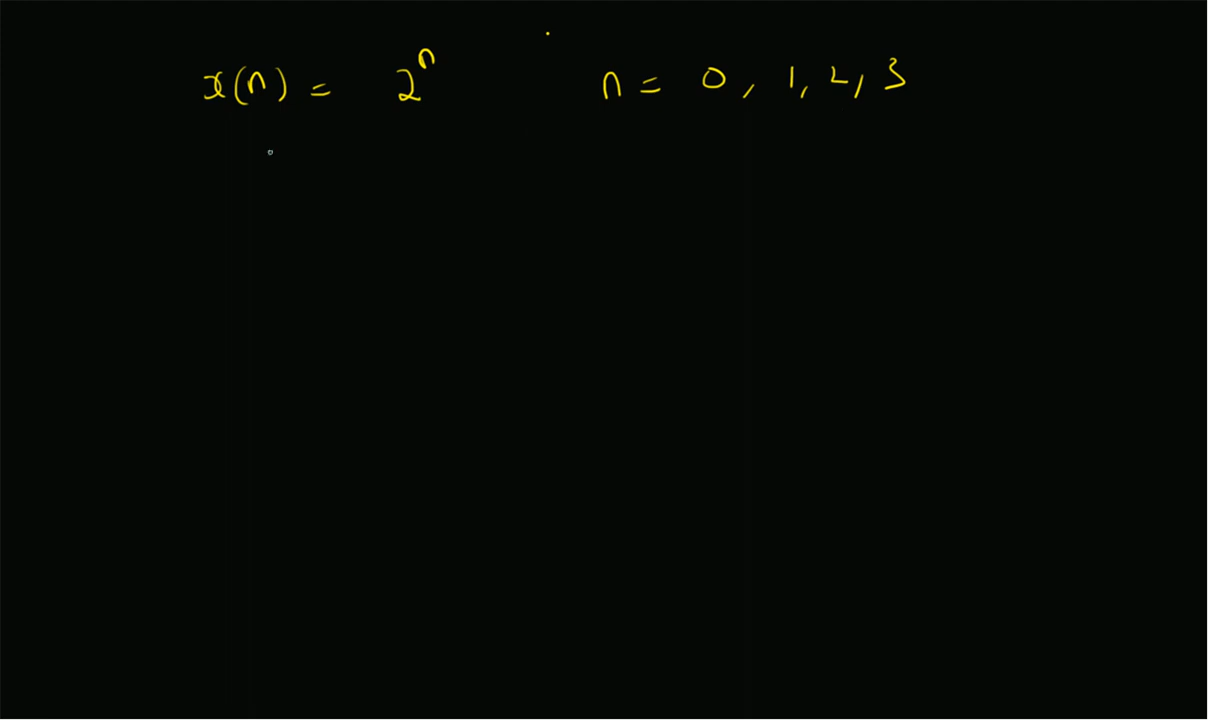 x(n) = 2^n n = 0, 1, 2, 3